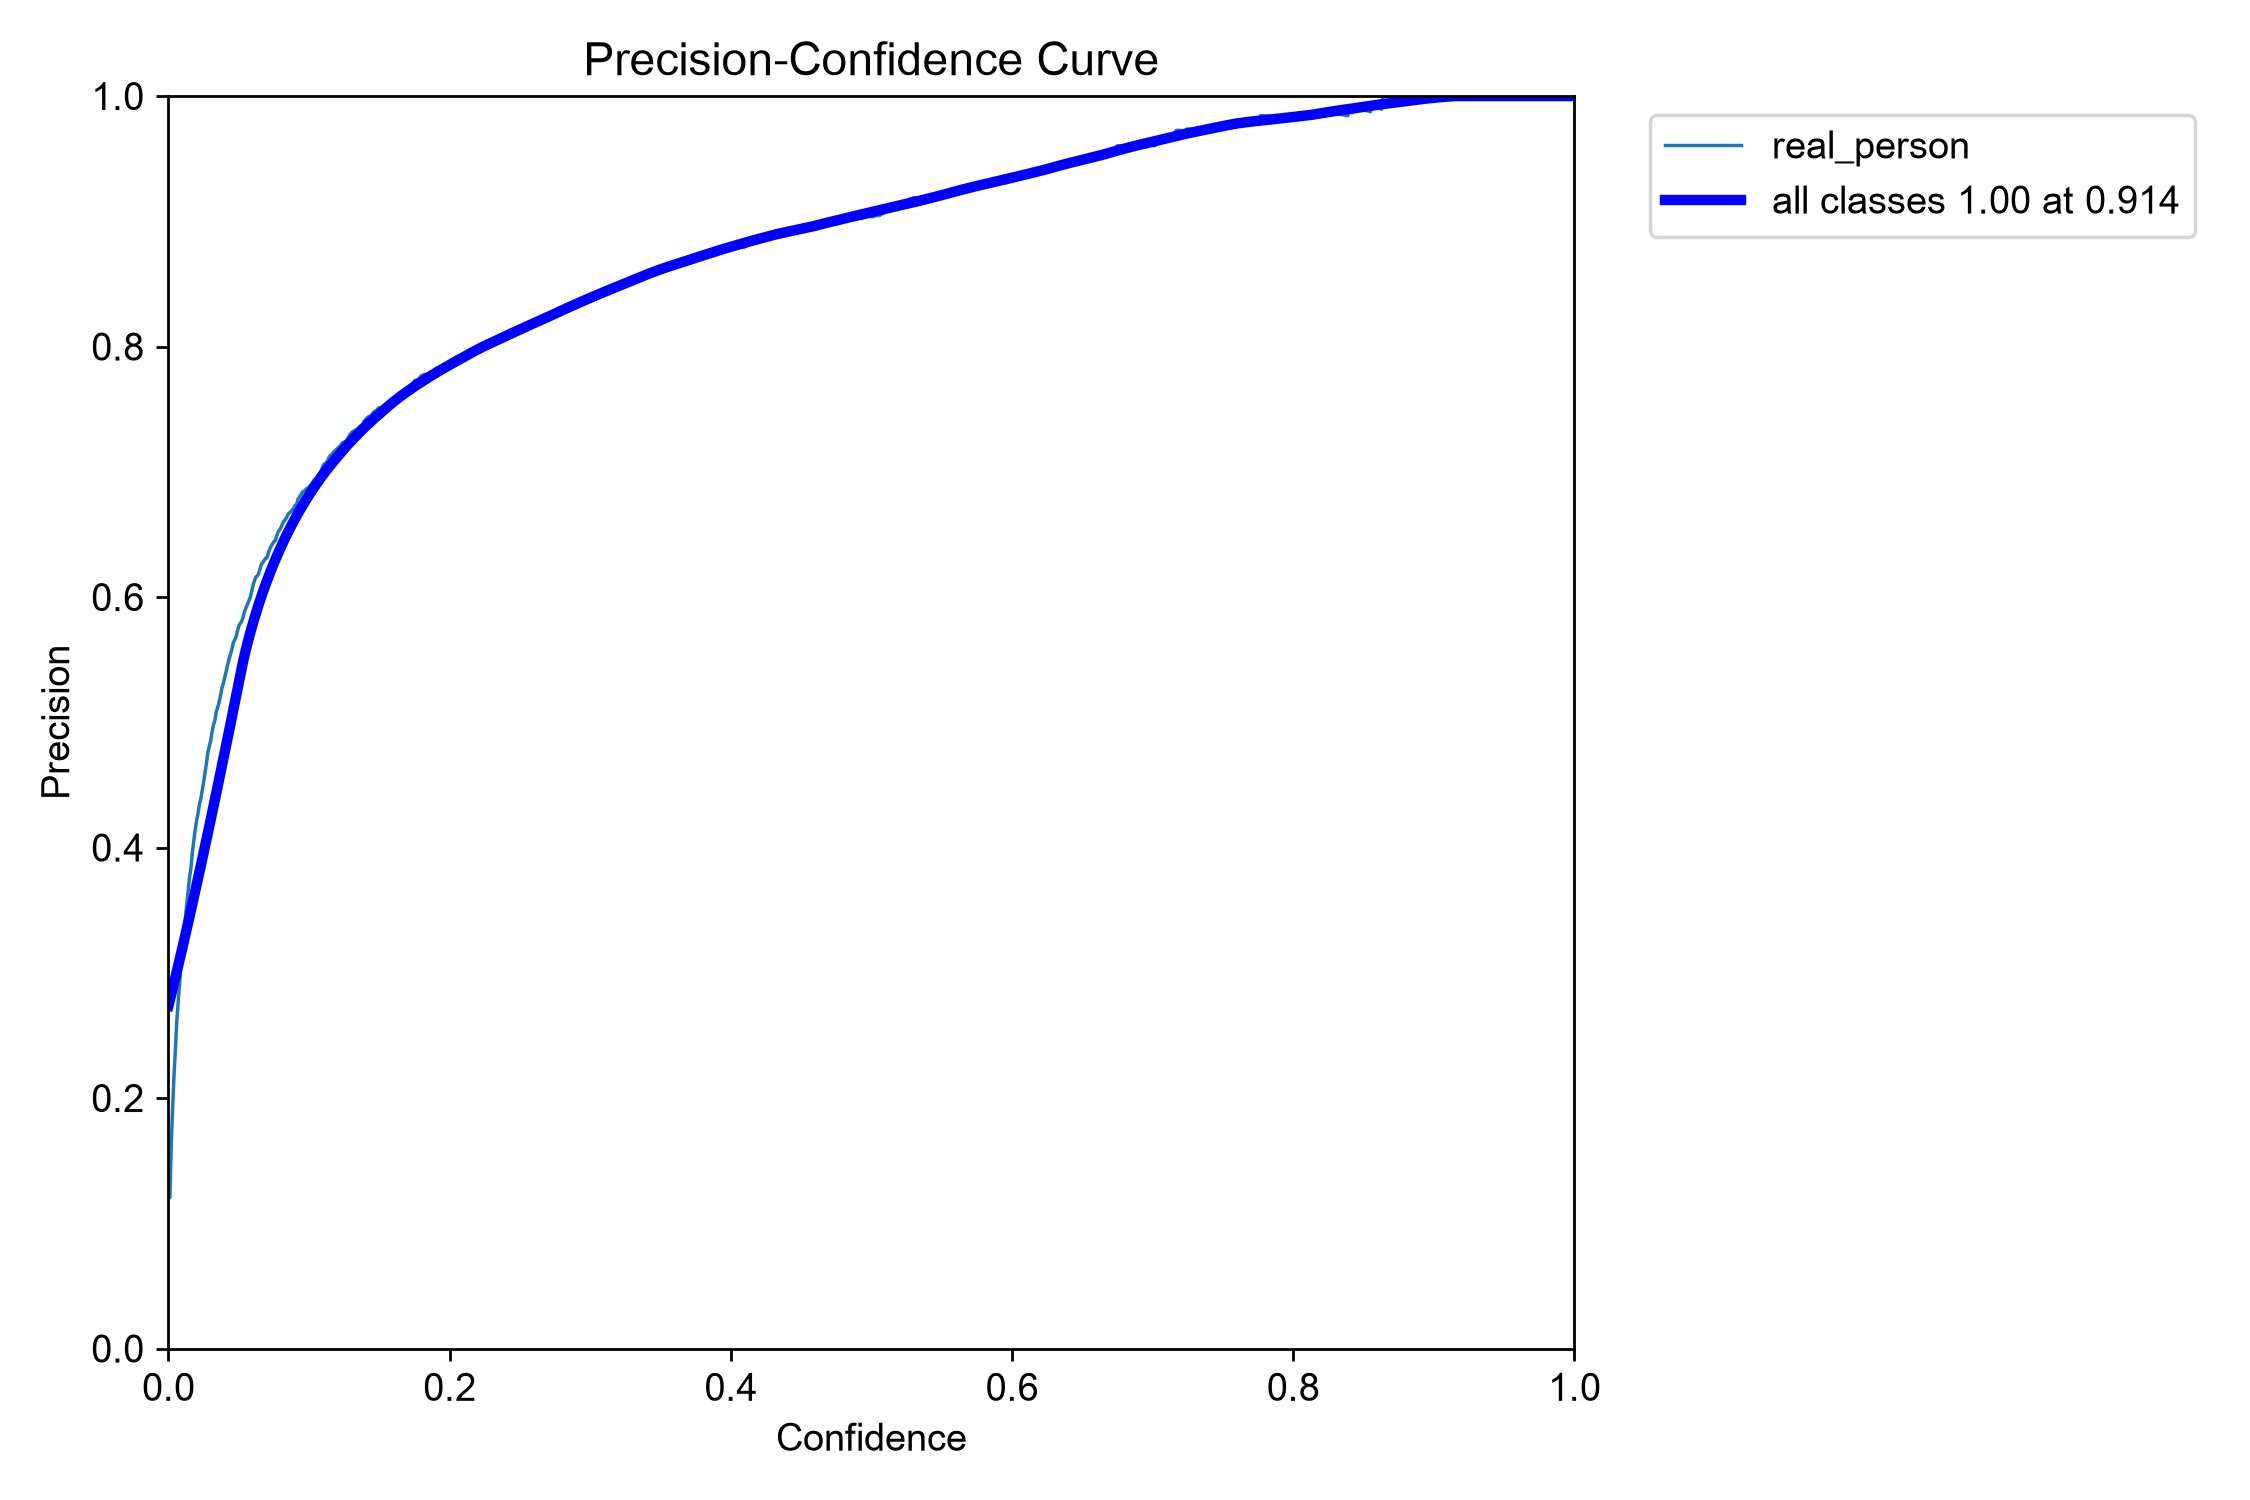 Precision-Confidence Curve
real_person
all classes 1.00 at 0.914
Precision
1.0
0.8
0.6
0.4
0.2
0.0
0.0 0.2 0.4 0.6 0.8 1.0
Confidence